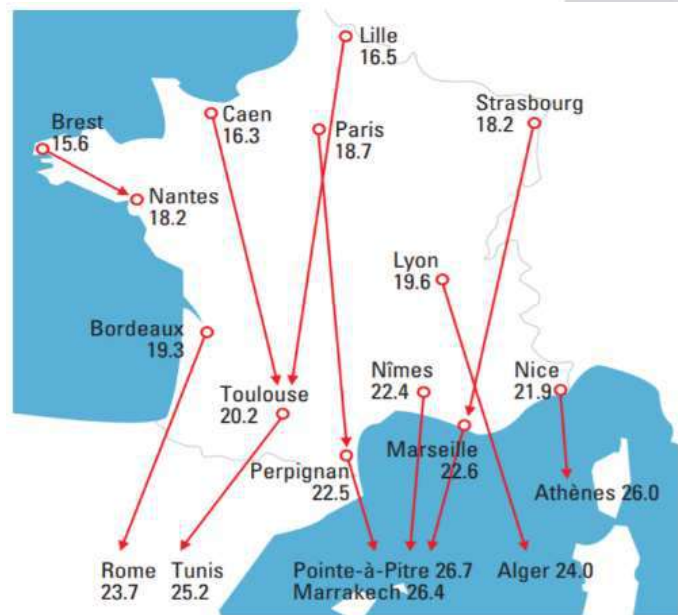 Lille
16.5
Caen
16.3
Paris
18.7
Strasbourg
18.2
Brest
15.6
Nantes
18.2
Lyon
19.6
Bordeaux
19.3
Nîmes
22.4
Nice
21.9
Toulouse
20.2
Marseille
22.6
Perpignan
22.5
Athènes 26.0
Rome
23.7
Tunis
25.2
Pointe-à-Pitre 26.7
Marrakech 26.4
Alger 24.0